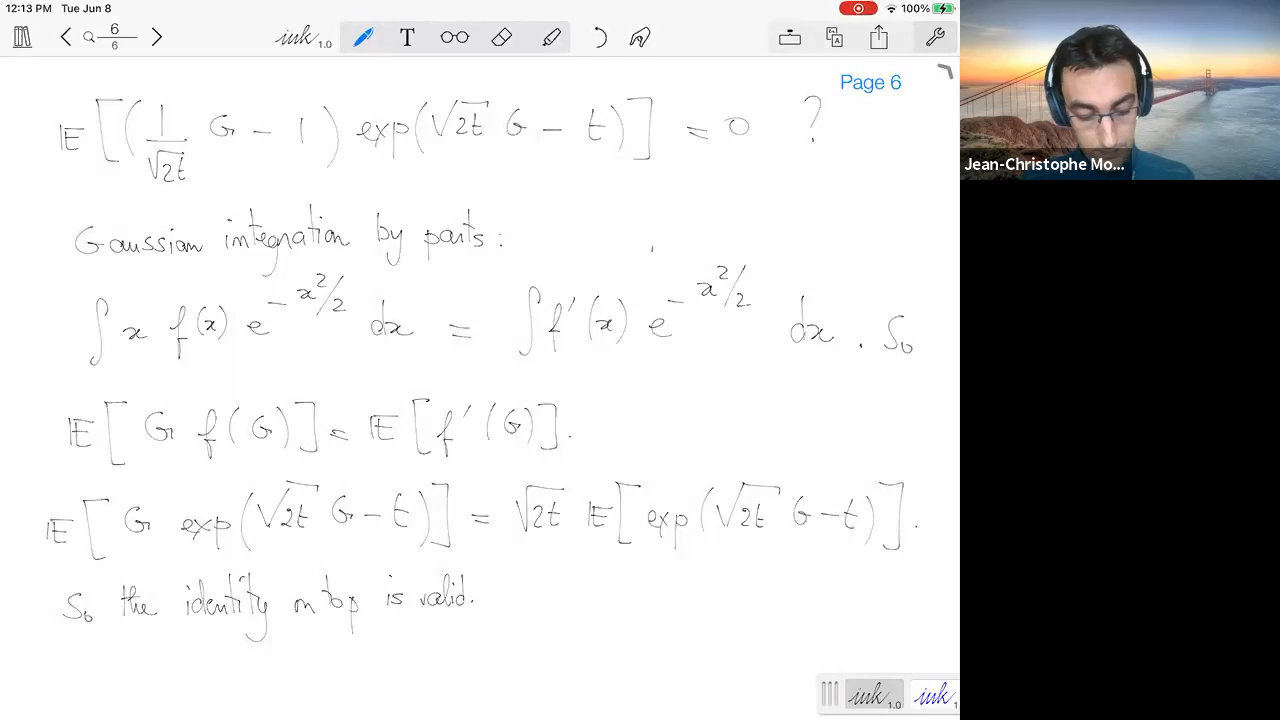 12:13 PM Tue Jun 8
100%
6
6
ink 1.0
T
Page 6
𝔼[(1/√2t G − 1) exp(√2t G − t)] = 0 ?
Gaussian integration by parts:
∫ x f(x) e^{−x²/2} dx = ∫ f'(x) e^{−x²/2} dx . So
𝔼[G f(G)] = 𝔼[f'(G)].
𝔼[G exp(√2t G − t)] = √2t 𝔼[exp(√2t G − t)].
So the identity on top is valid.
ink 1.0 ink 1
Jean-Christophe Mo...